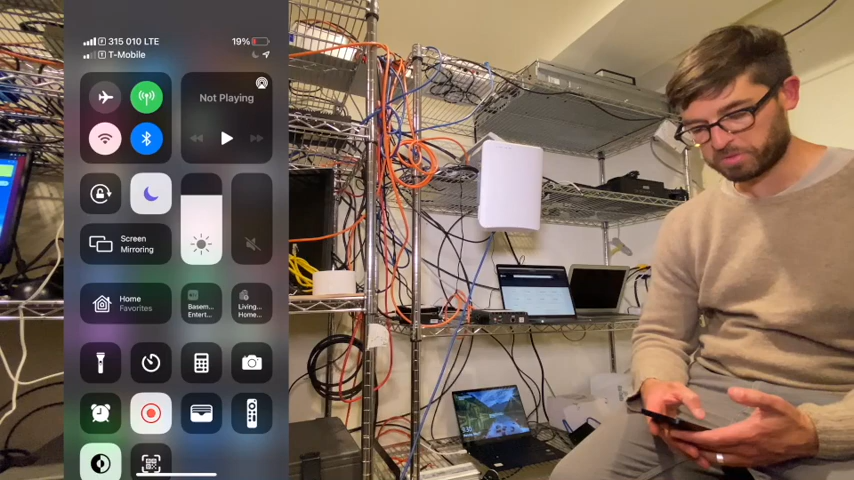 F 315 010 LTE 19%
T T-Mobile
Not Playing
Screen
Mirroring
Home
Favorites
Basem...
Entert...
Living...
Home...